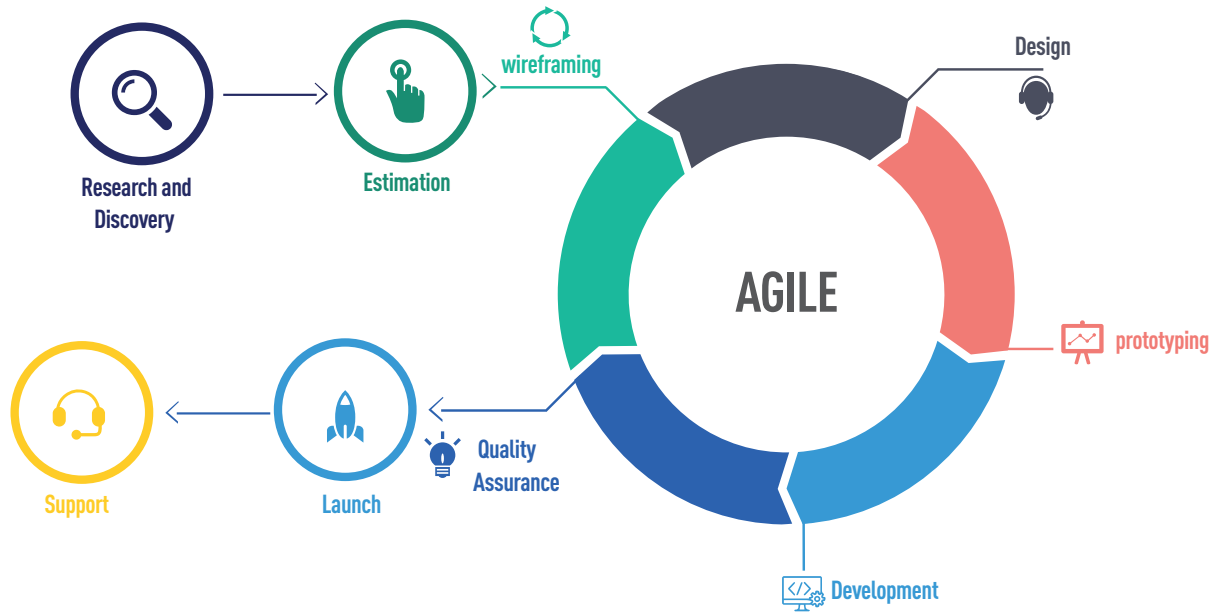 Research and
Discovery
Estimation
wireframing
Design
AGILE
prototyping
Development
</>
Quality
Assurance
Launch
Support